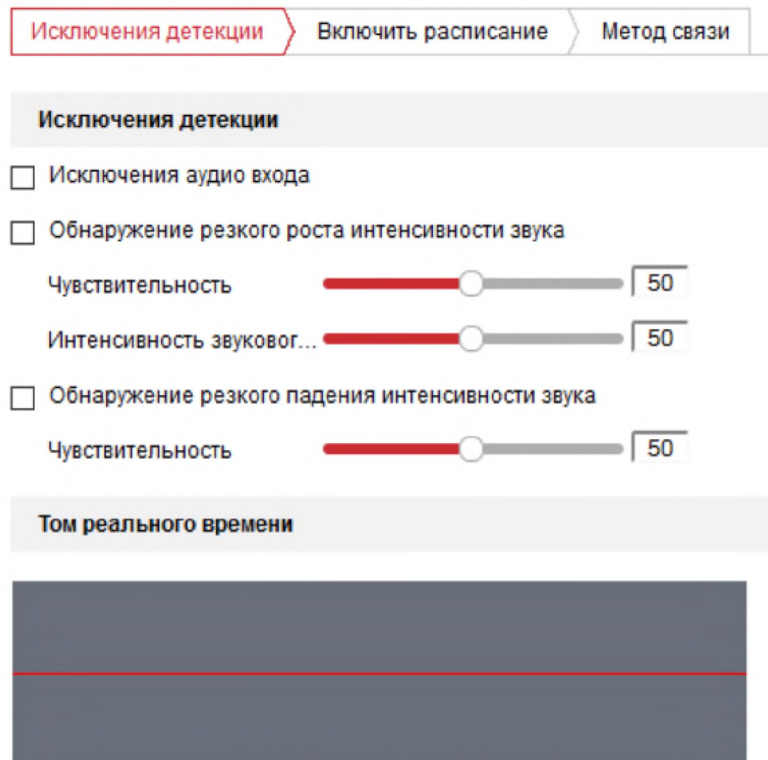 Исключения детекции Включить расписание Метод связи
Исключения детекции
Исключения аудио входа
Обнаружение резкого роста интенсивности звука
Чувствительность 50
Интенсивность звуковог... 50
Обнаружение резкого падения интенсивности звука
Чувствительность 50
Том реального времени